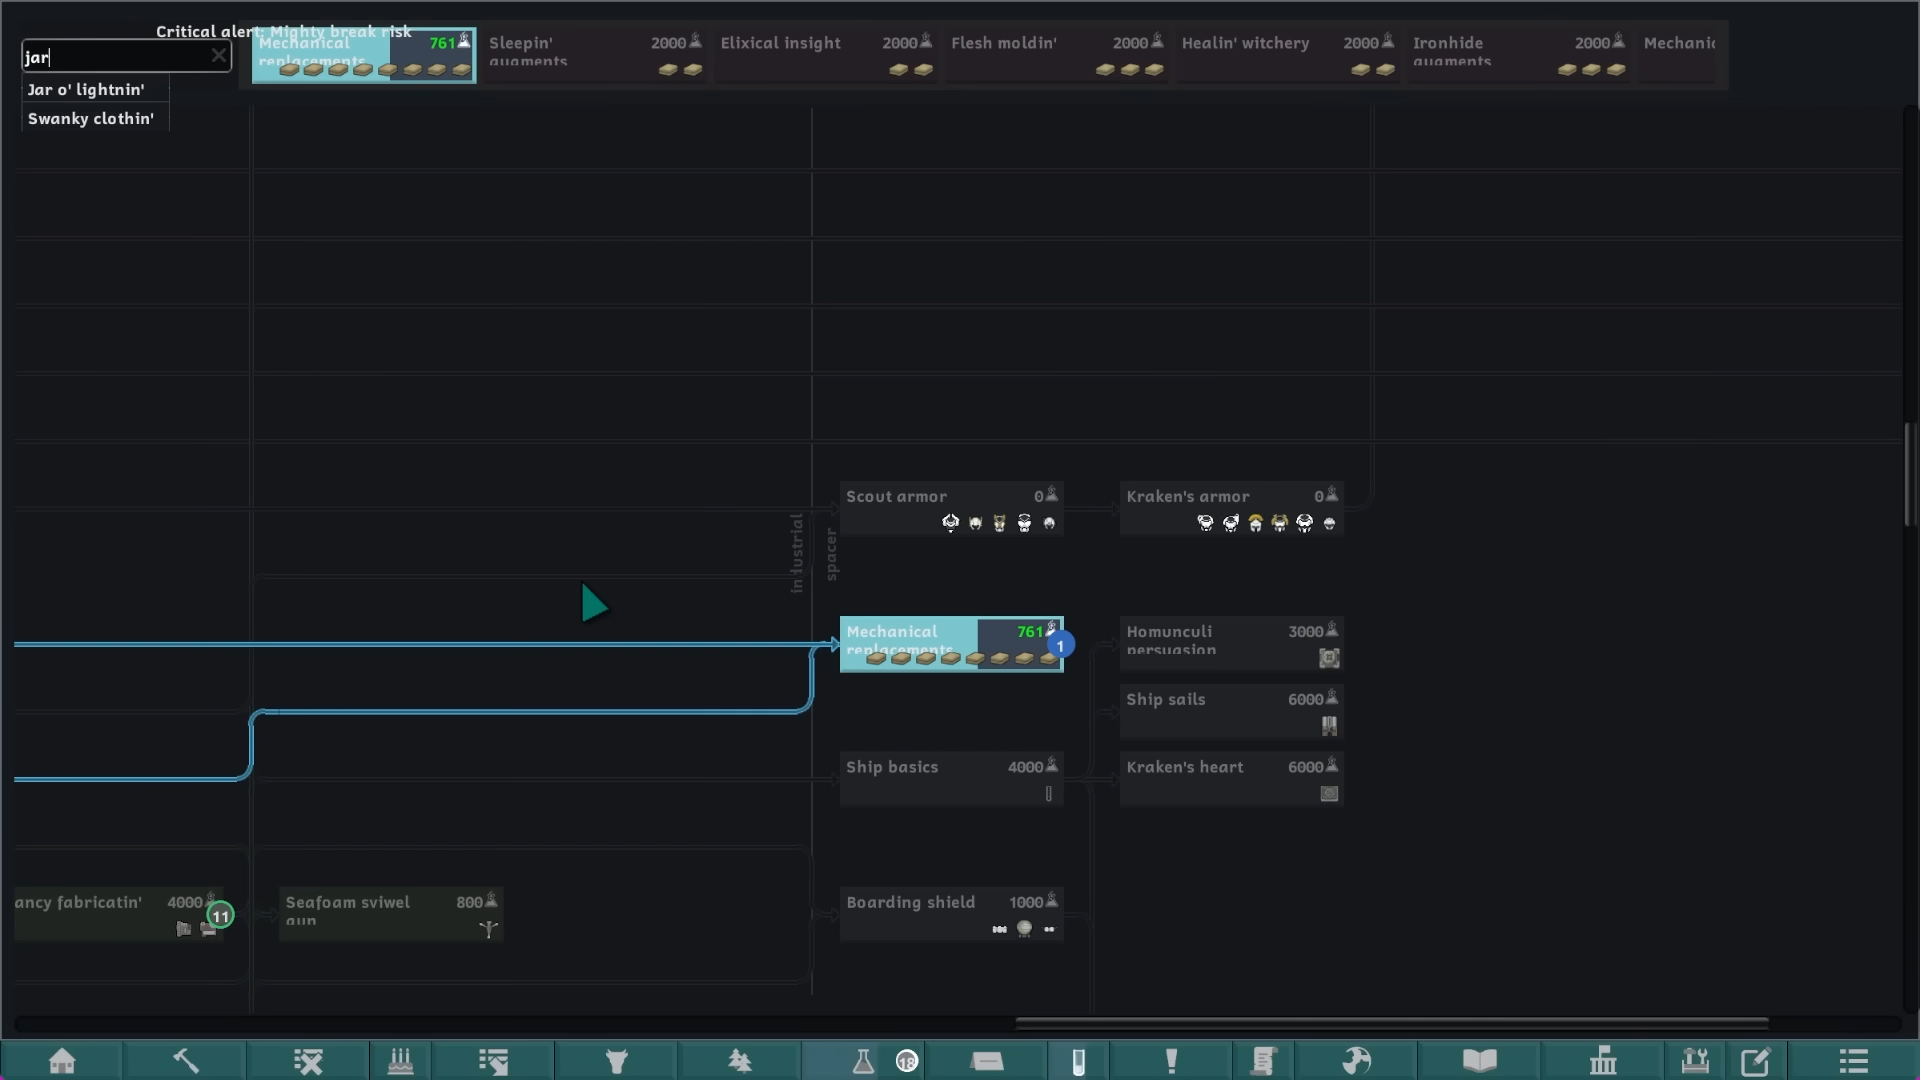 Critical alert: Mighty break risk
jar
Jar o' lightnin'
Swanky clothin'
Mechanical replacements 761
Sleepin' augments 2000
Elixical insight 2000
Flesh moldin' 2000
Healin' witchery 2000
Ironhide augments 2000
Mechanic
Scout armor 0
Kraken's armor 0
industrial
spacer
Mechanical replacements 761
1
Homunculi persuasion 3000
Ship sails 6000
Ship basics 4000
Kraken's heart 6000
ancy fabricatin' 4000
11
Seafoam sviwel gun 800
Boarding shield 1000
18